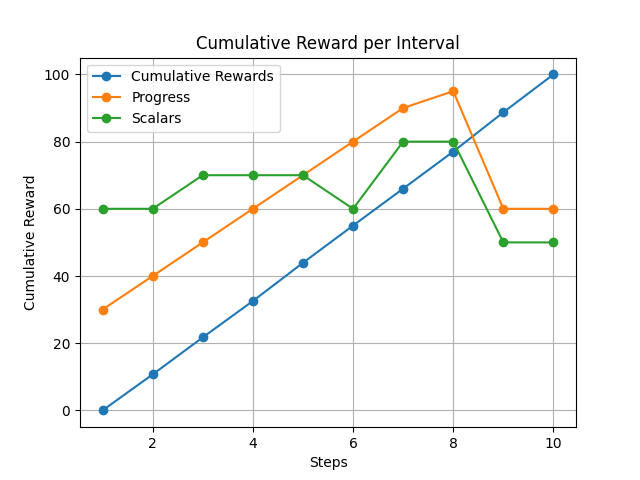 Cumulative Reward per Interval
Cumulative Rewards
Progress
Scalars
Cumulative Reward
100
80
60
40
20
0
2 4 6 8 10
Steps